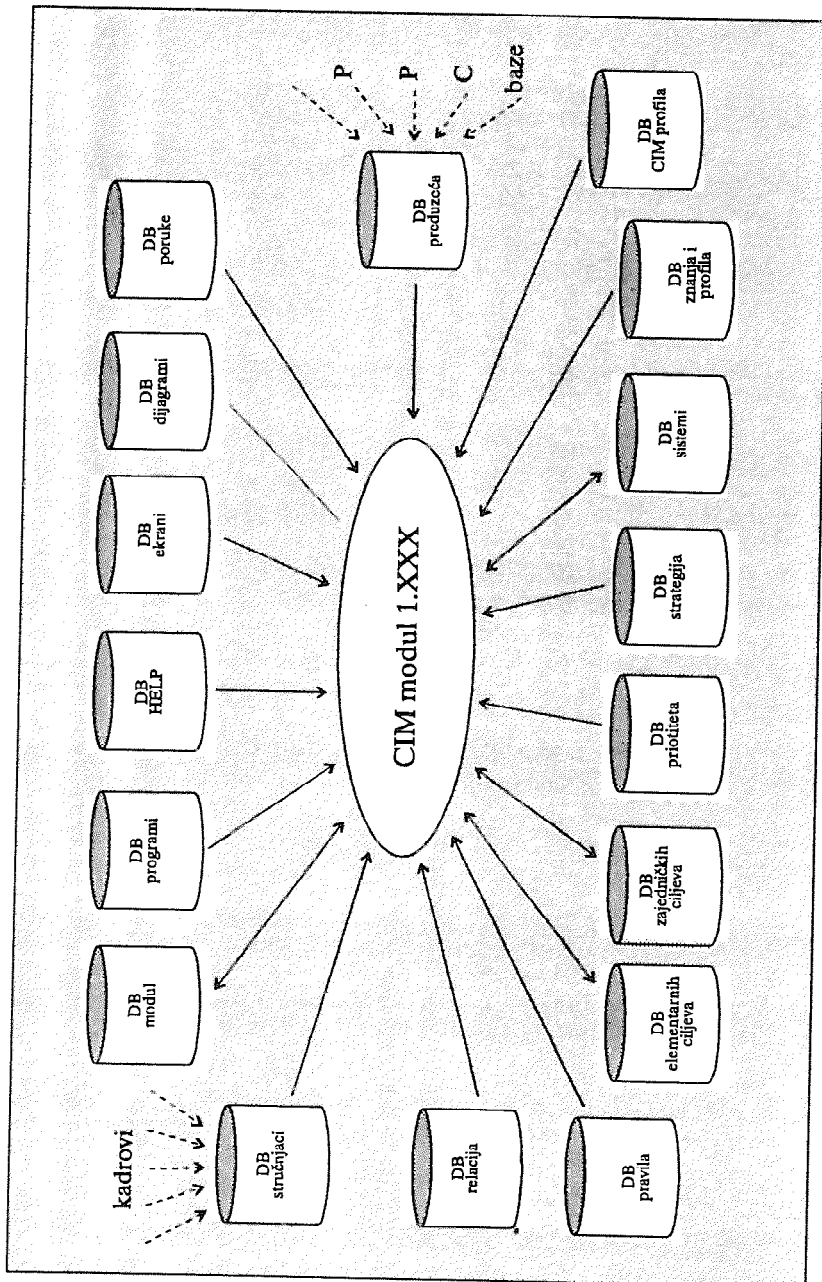 kadrovi
DB
modul
DB
programi
DB
HELP
DB
ekrani
DB
dijagrami
DB
poruke
DB
stručnjaci
P
P
C
baze
DB
preduzeća
CIM modul 1.XXX
DB
relacija
DB
pravila
DB
elementarnih
ciljeva
DB
zajedničkih
ciljeva
DB
priotiteta
DB
strategija
DB
sistemi
DB
znanja i
profila
DB
CIM profila